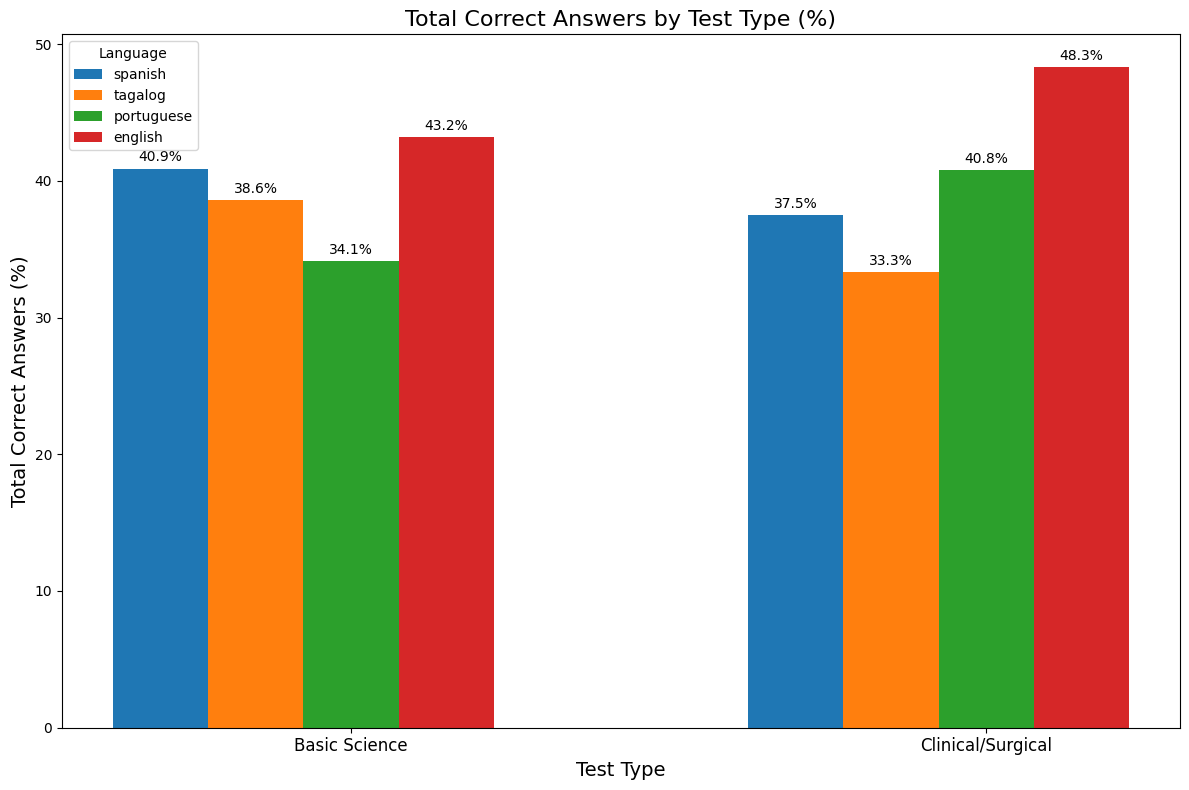 Total Correct Answers by Test Type (%)
Total Correct Answers (%)
50
40
30
20
10
0
Language
spanish
tagalog
portuguese
english
40.9%
38.6%
34.1%
43.2%
37.5%
33.3%
40.8%
48.3%
Basic Science
Clinical/Surgical
Test Type